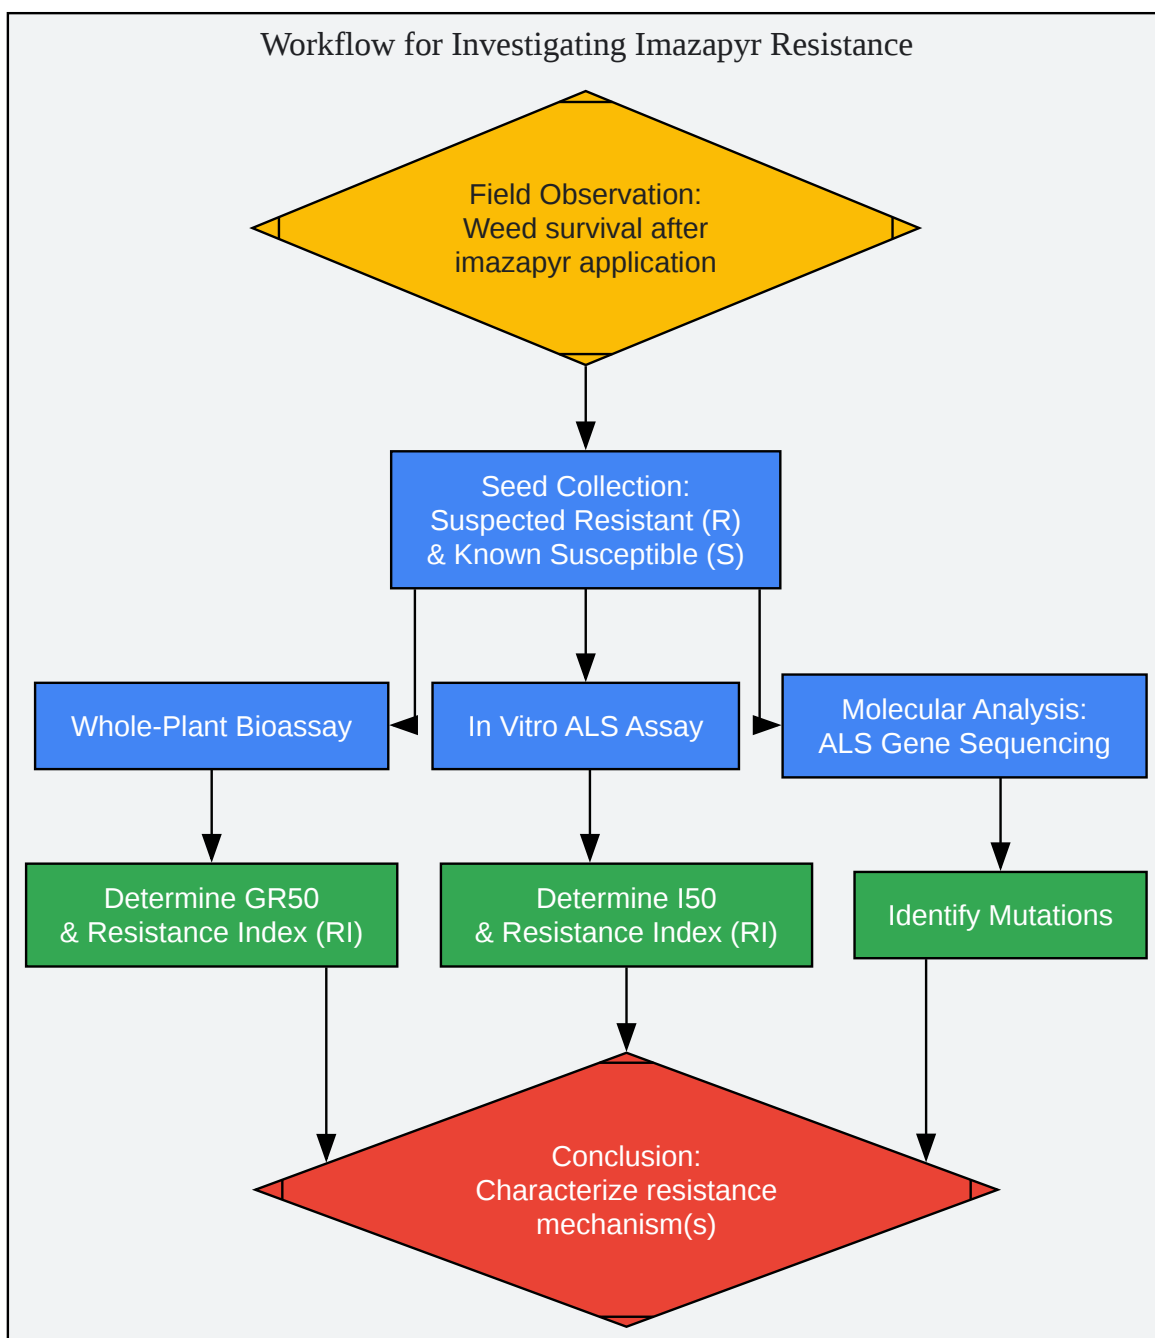 Workflow for Investigating Imazapyr Resistance
Field Observation:
Weed survival after
imazapyr application
Seed Collection:
Suspected Resistant (R)
& Known Susceptible (S)
Whole-Plant Bioassay
In Vitro ALS Assay
Molecular Analysis:
ALS Gene Sequencing
Determine GR50
& Resistance Index (RI)
Determine I50
& Resistance Index (RI)
Identify Mutations
Conclusion:
Characterize resistance
mechanism(s)